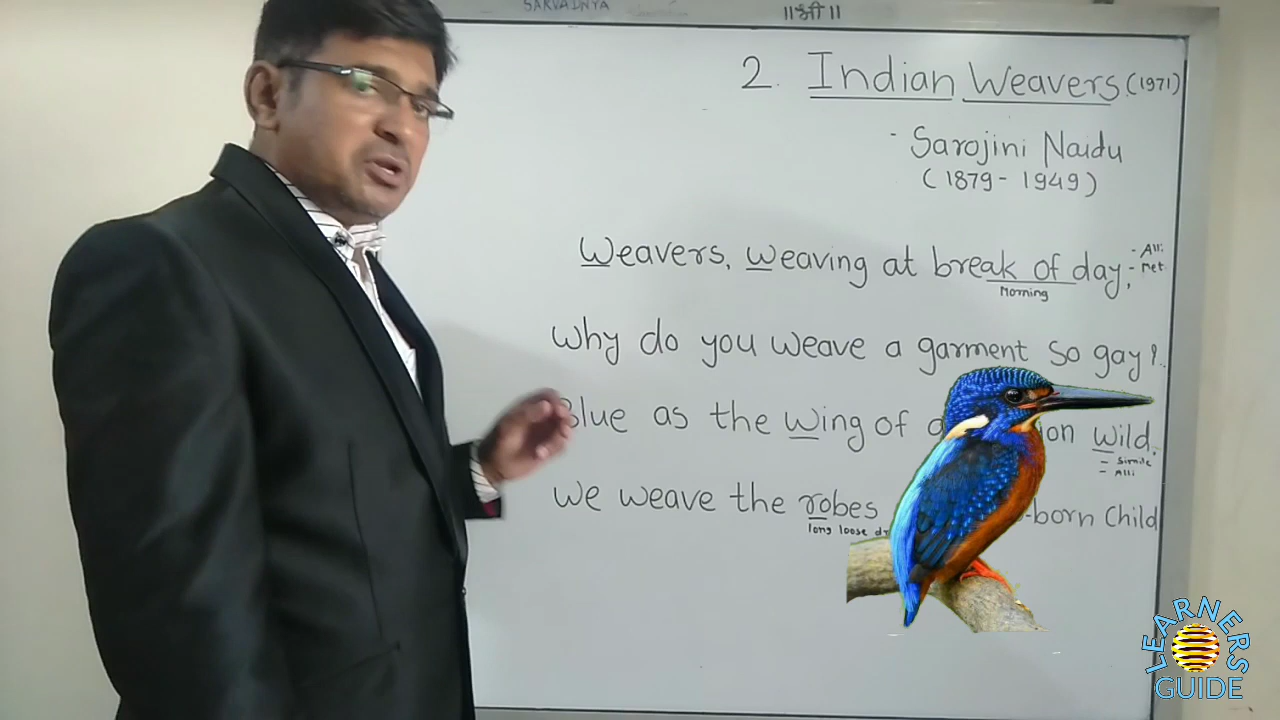 SARVADNYA
॥श्री॥
2. Indian Weavers. (1971)
- Sarojini Naidu
(1879 - 1949)
Weavers, weaving at break of day,
- Alli.
- Met
Morning
Why do you weave a garment so gay?
Blue as the wing of on wild.
- Simile
- Alli
We weave the robes -born Child
long loose
LEARNERS
GUIDE